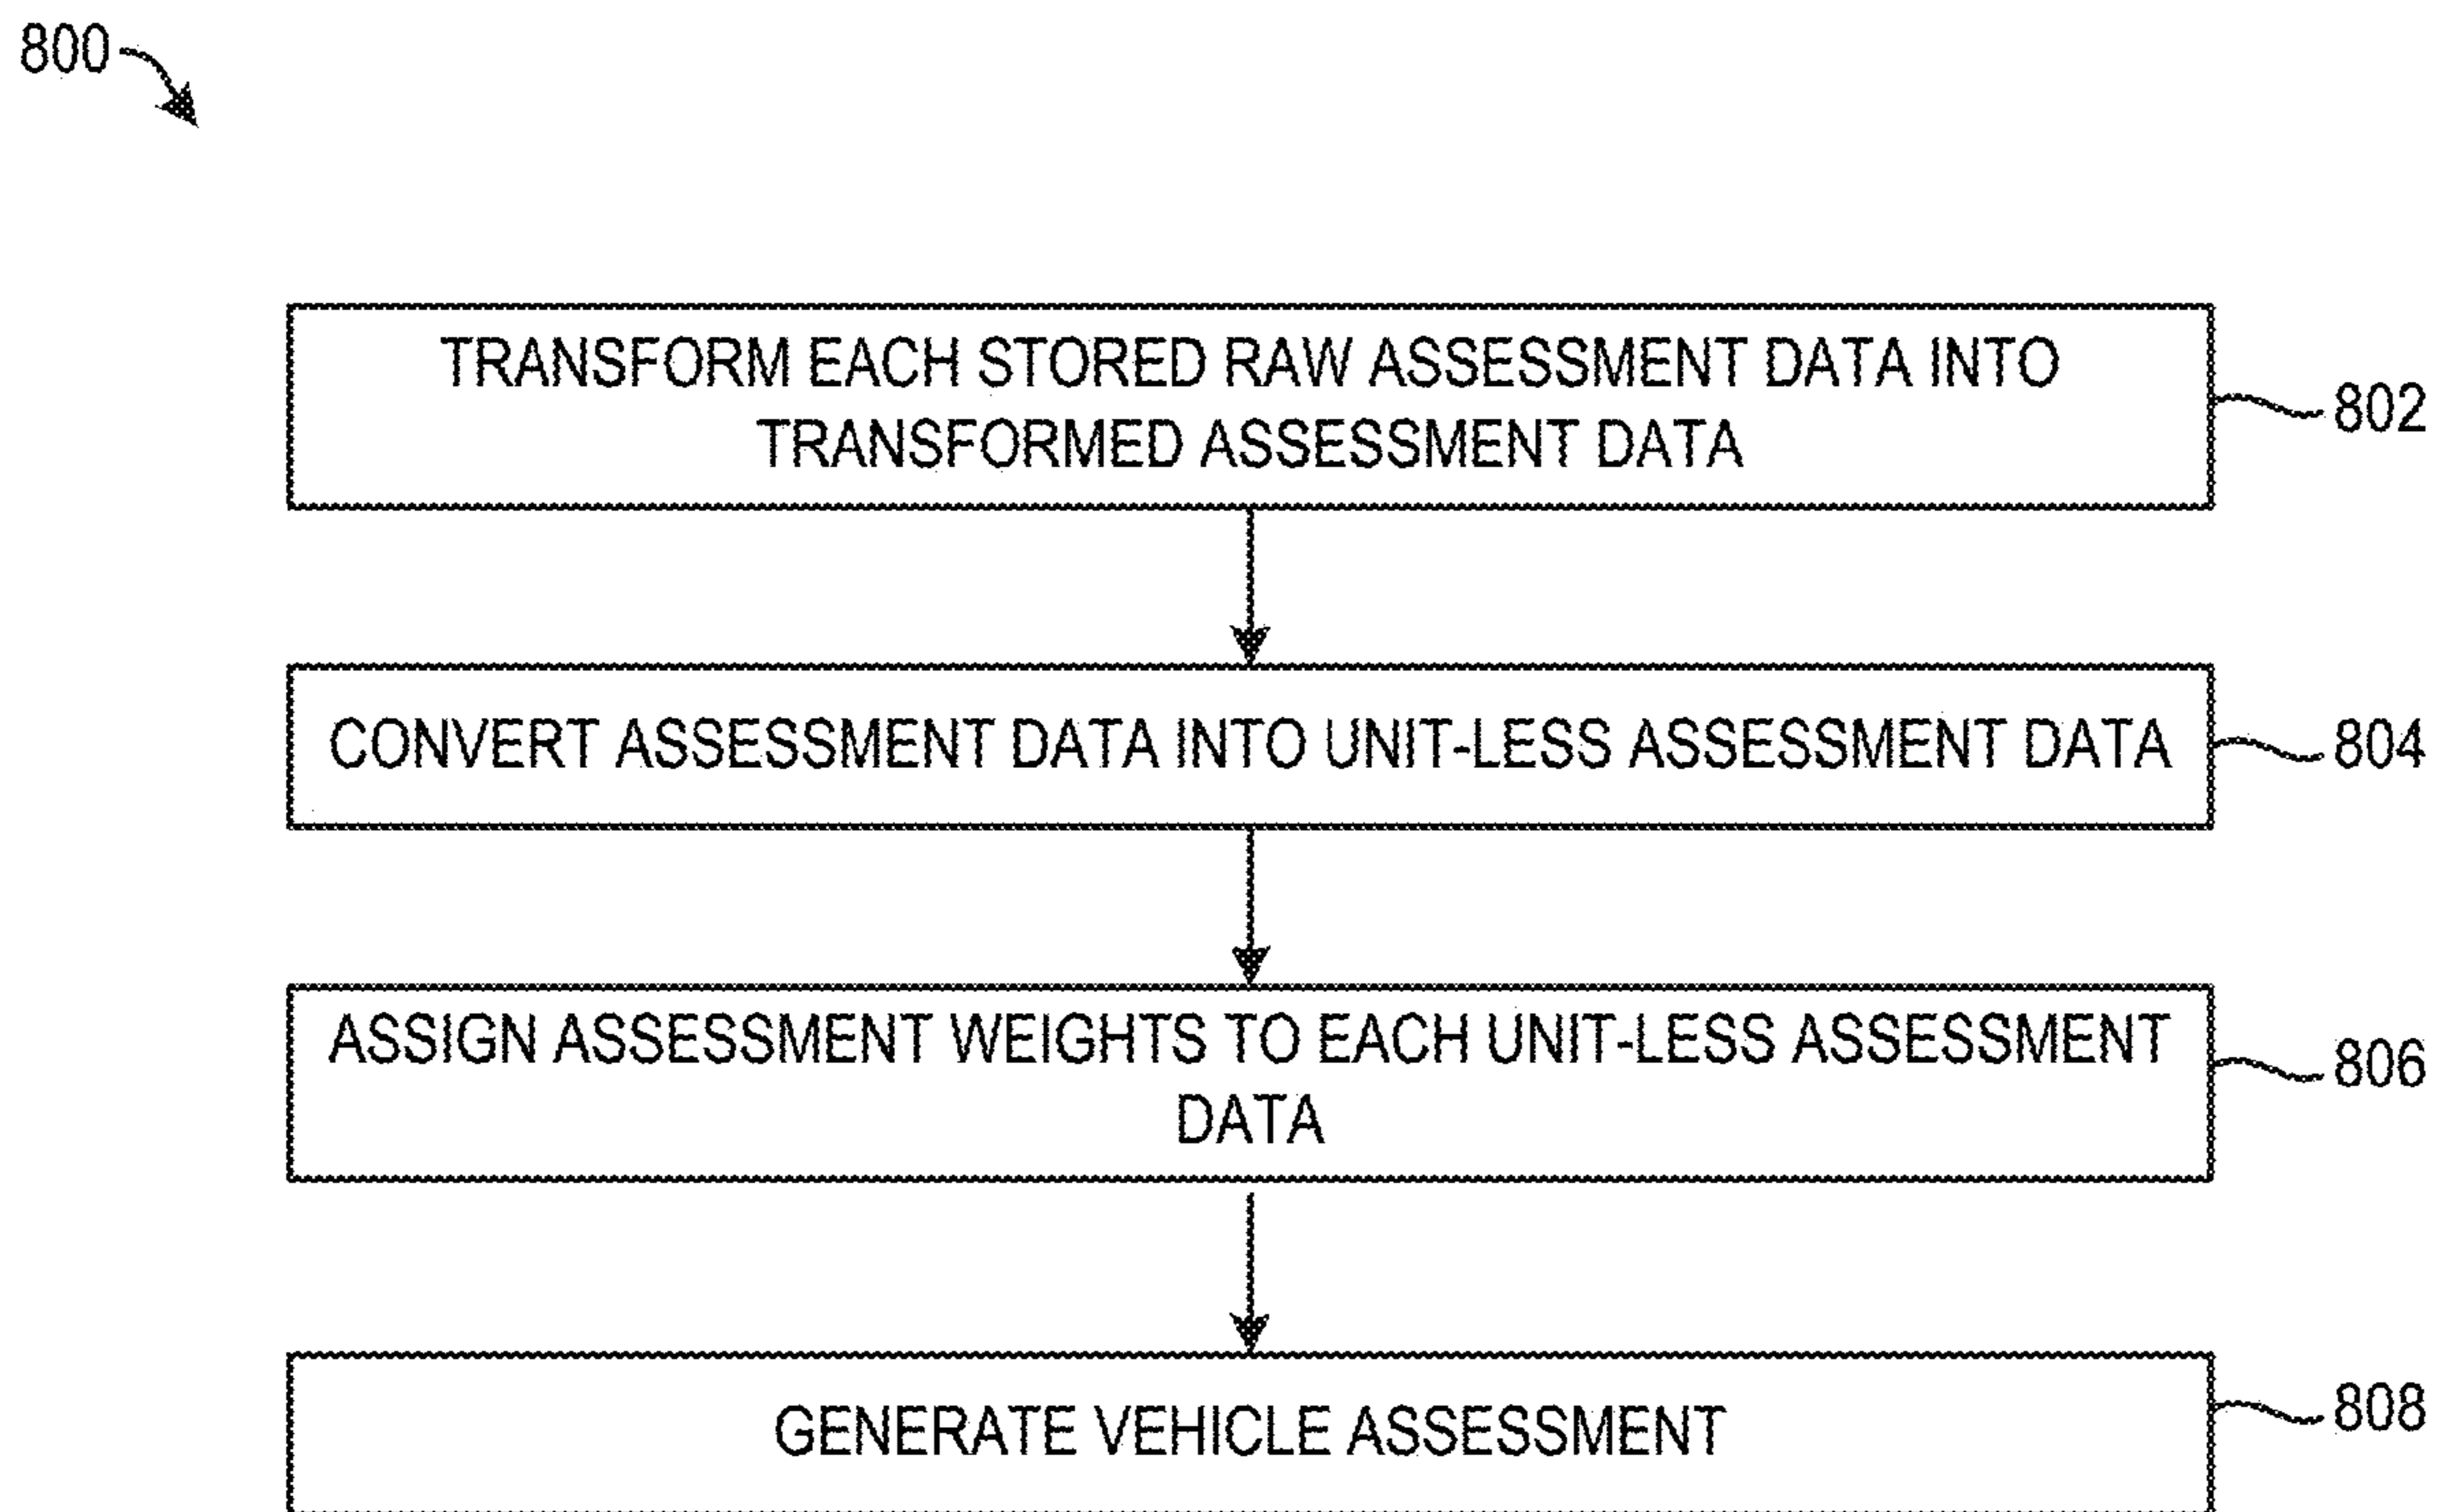 800
TRANSFORM EACH STORED RAW ASSESSMENT DATA INTO
TRANSFORMED ASSESSMENT DATA
802
CONVERT ASSESSMENT DATA INTO UNIT-LESS ASSESSMENT DATA
804
ASSIGN ASSESSMENT WEIGHTS TO EACH UNIT-LESS ASSESSMENT
DATA
806
GENERATE VEHICLE ASSESSMENT
808